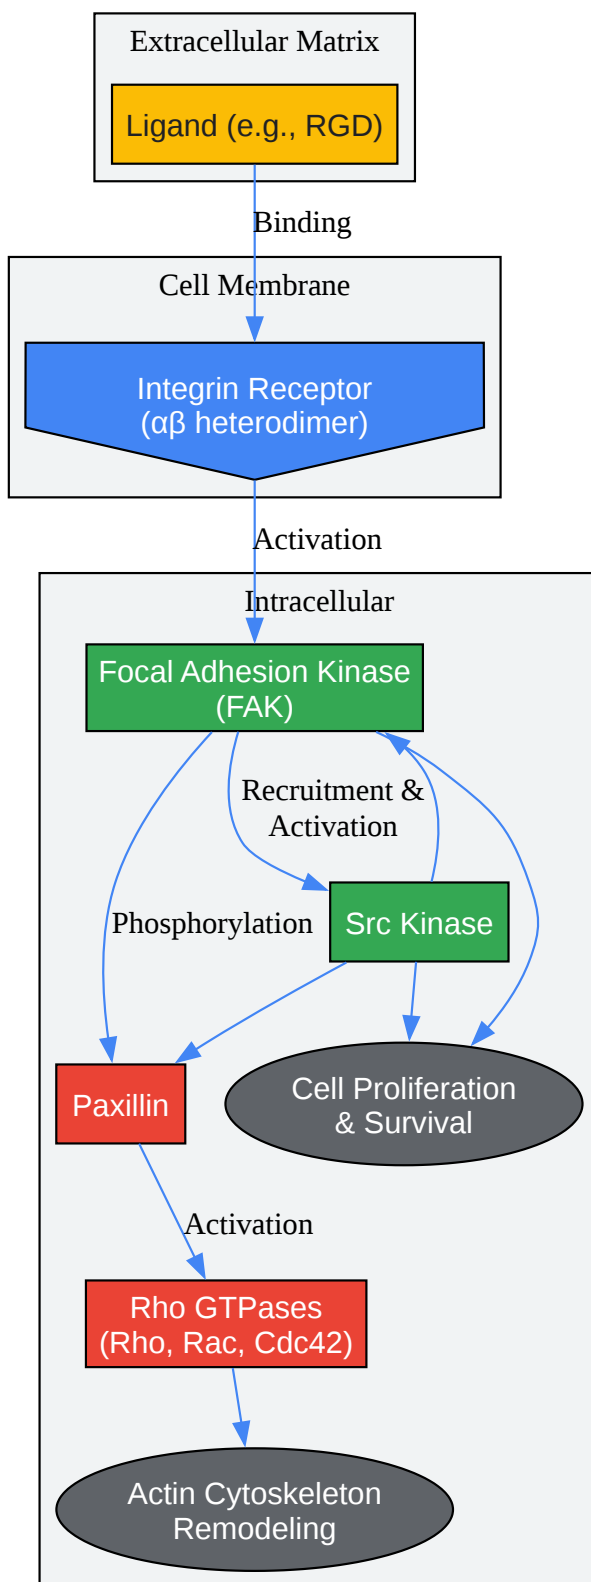 Extracellular Matrix
Ligand (e.g., RGD)
Binding
Cell Membrane
Integrin Receptor
(αβ heterodimer)
Activation
Intracellular
Focal Adhesion Kinase
(FAK)
Recruitment &
Activation
Phosphorylation
Src Kinase
Paxillin
Cell Proliferation
& Survival
Activation
Rho GTPases
(Rho, Rac, Cdc42)
Actin Cytoskeleton
Remodeling